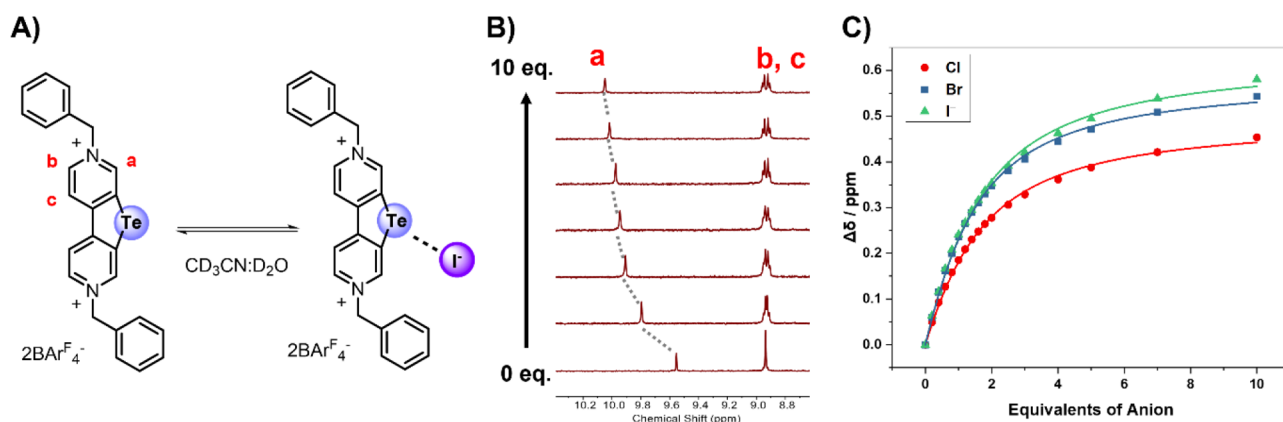 A)
+
N
b
a
c
Te
N
+
2BArF4-
CD3CN:D2O
+
N
Te
I-
N
+
2BArF4-
B)
a
b, c
10 eq.
0 eq.
10.2 10.0 9.8 9.6 9.4 9.2 9.0 8.8
Chemical Shift (ppm)
C)
Cl
Br
I-
Δδ / ppm
0.6
0.5
0.4
0.3
0.2
0.1
0.0
0 2 4 6 8 10
Equivalents of Anion